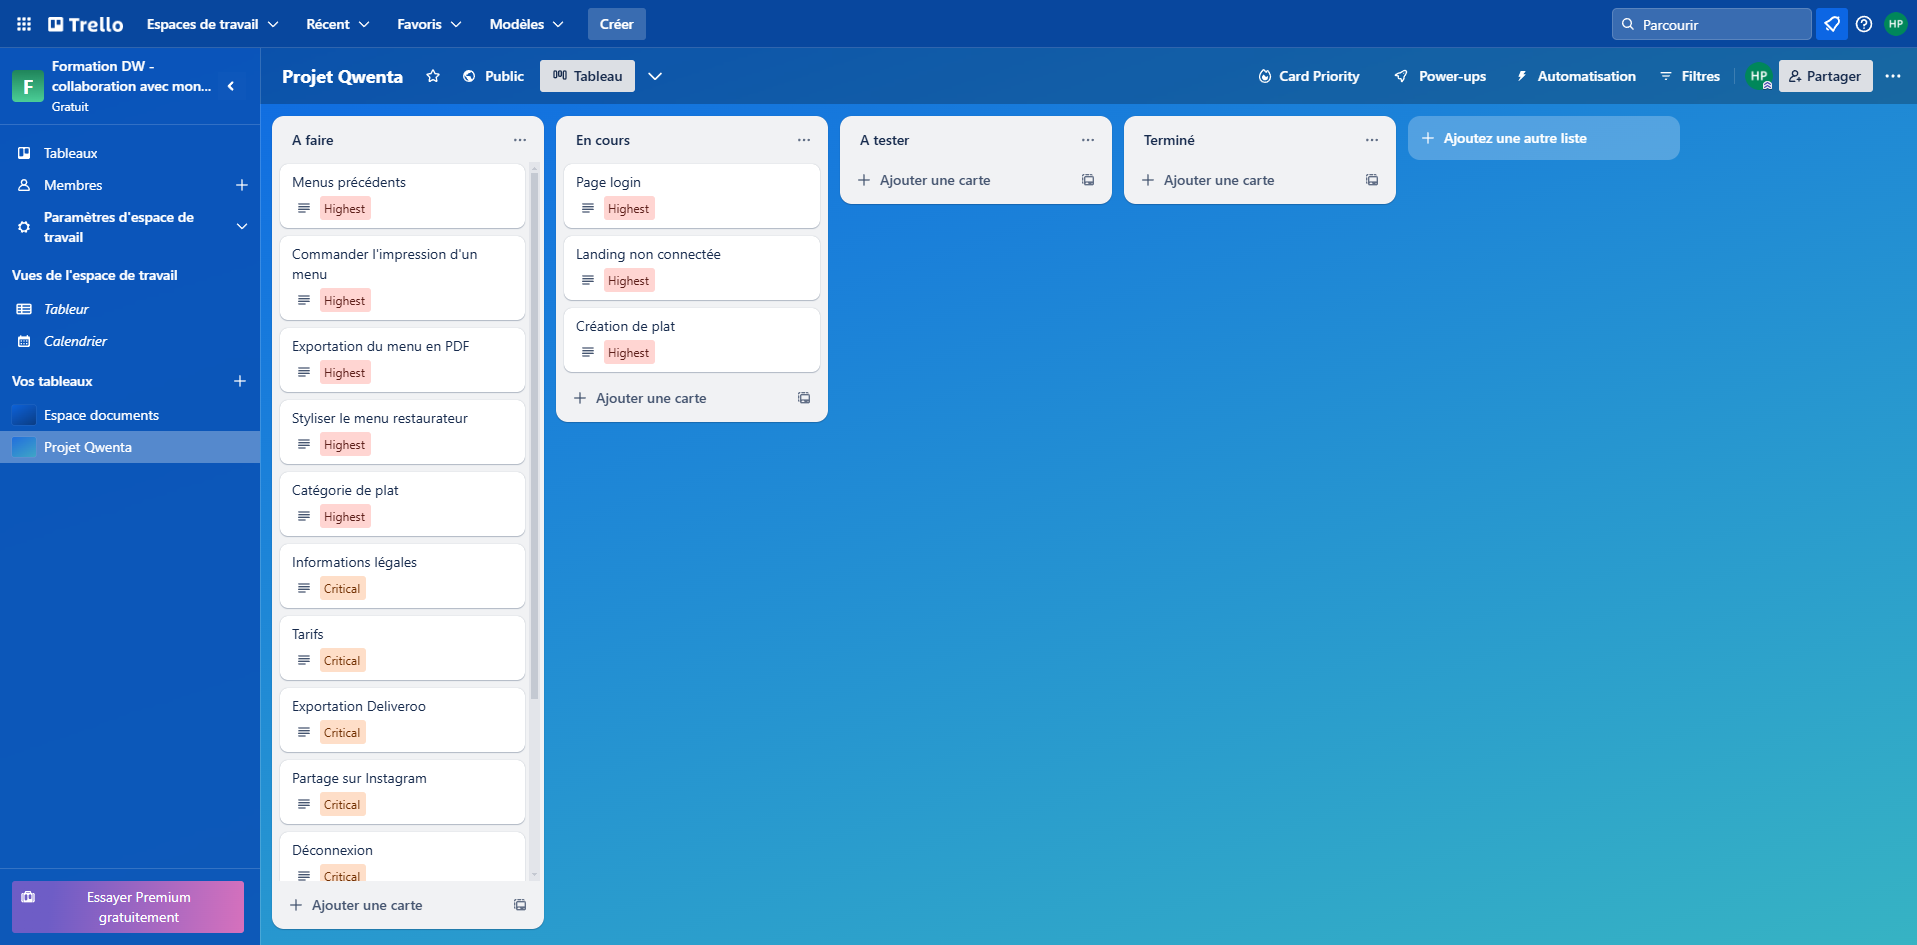 Trello
Espaces de travail
Récent
Favoris
Modèles
Créer
Parcourir
HP
F
Formation DW -
collaboration avec mon...
Gratuit
Tableaux
Membres
Paramètres d'espace de
travail
Vues de l'espace de travail
Tableur
Calendrier
Vos tableaux
Espace documents
Projet Qwenta
Essayer Premium
gratuitement
Projet Qwenta
Public
Tableau
Card Priority
Power-ups
Automatisation
Filtres
HP
Partager
A faire
Menus précédents
Highest
Commander l'impression d'un
menu
Highest
Exportation du menu en PDF
Highest
Styliser le menu restaurateur
Highest
Catégorie de plat
Highest
Informations légales
Critical
Tarifs
Critical
Exportation Deliveroo
Critical
Partage sur Instagram
Critical
Déconnexion
Critical
Ajouter une carte
En cours
Page login
Highest
Landing non connectée
Highest
Création de plat
Highest
Ajouter une carte
A tester
Ajouter une carte
Terminé
Ajouter une carte
Ajoutez une autre liste